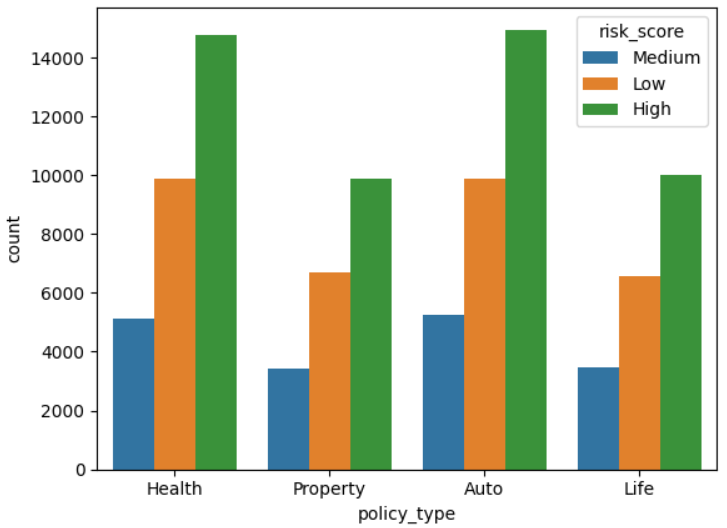 risk_score
Medium
Low
High
14000
12000
10000
8000
6000
4000
2000
0
count
Health Property Auto Life
policy_type